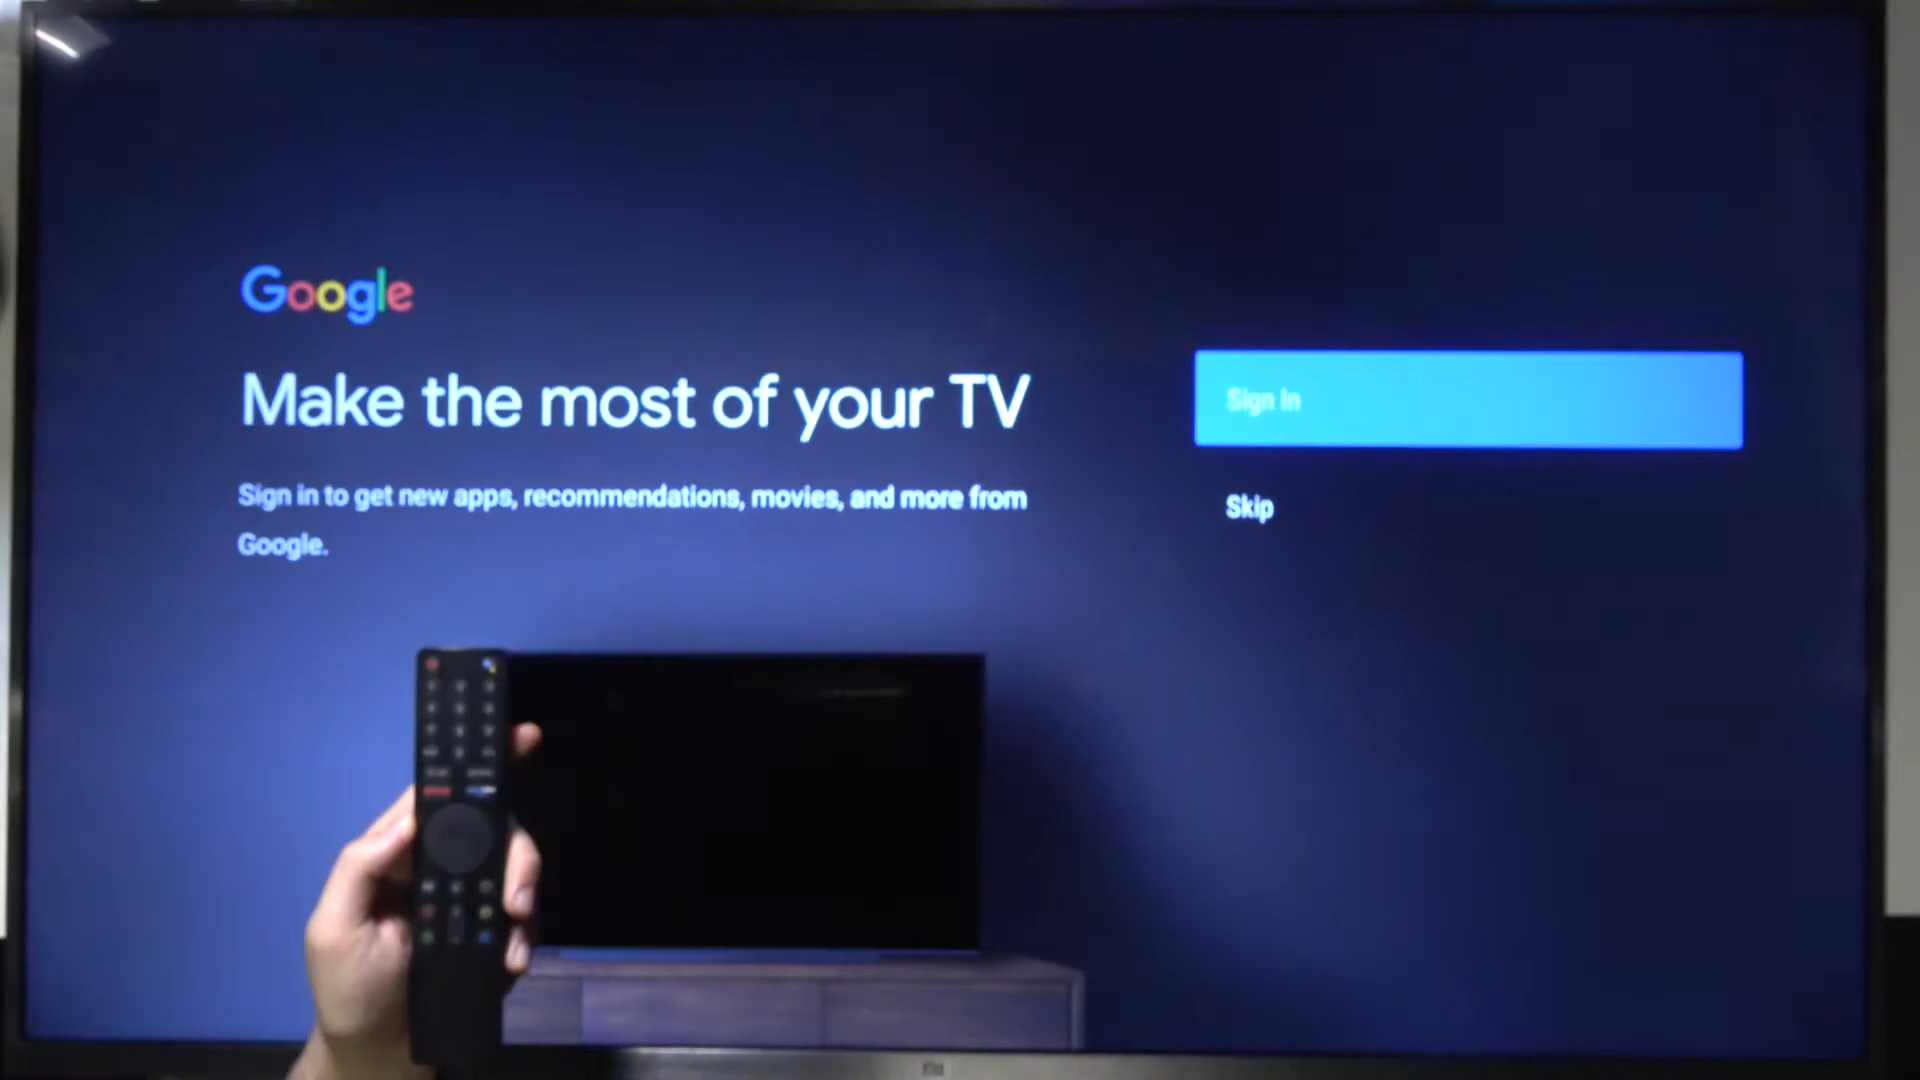 Google
Make the most of your TV
Sign in to get new apps, recommendations, movies, and more from
Google.
Sign In
Skip